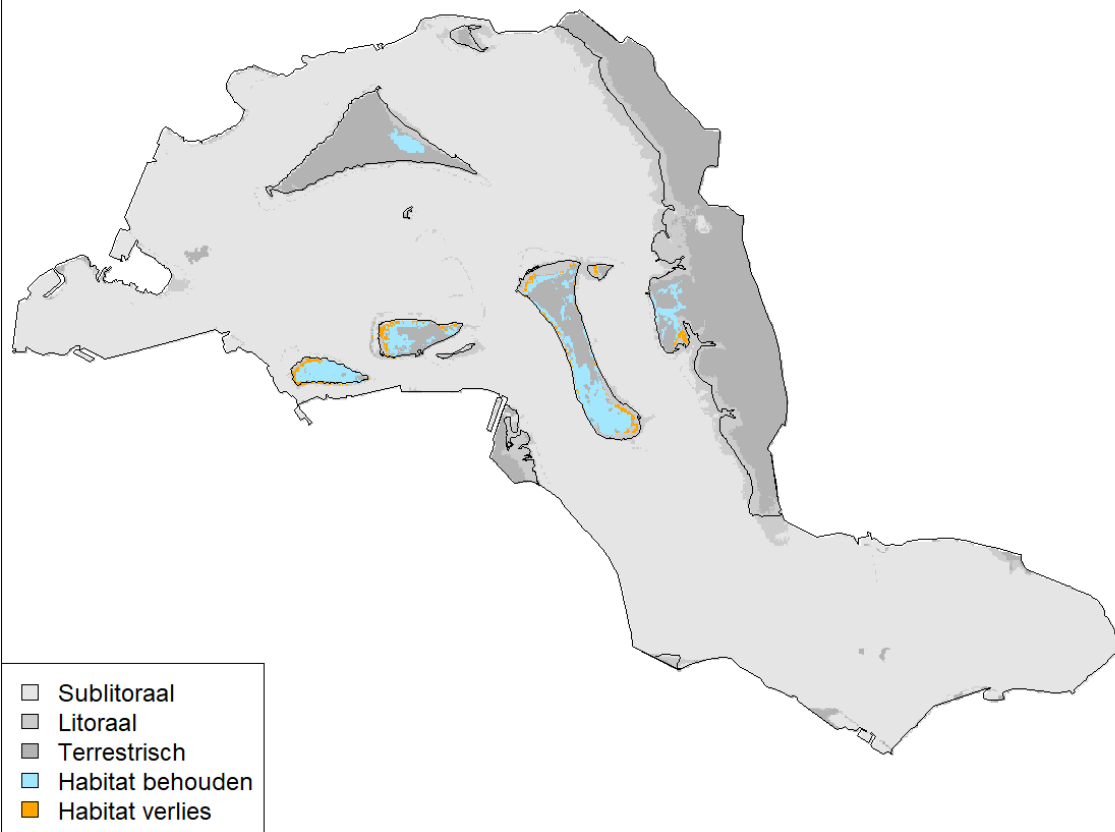 Sublitoraal
Litoraal
Terrestrisch
Habitat behouden
Habitat verlies